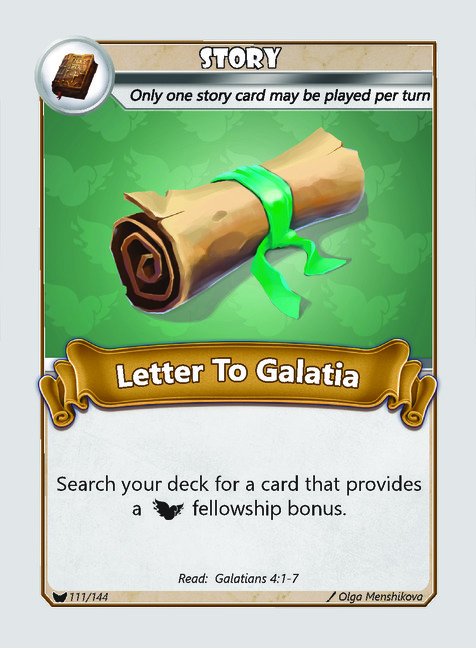 STORY
Only one story card may be played per turn
Letter To Galatia
Search your deck for a card that provides
a fellowship bonus.
Read: Galatians 4:1-7
111/144
Olga Menshikova